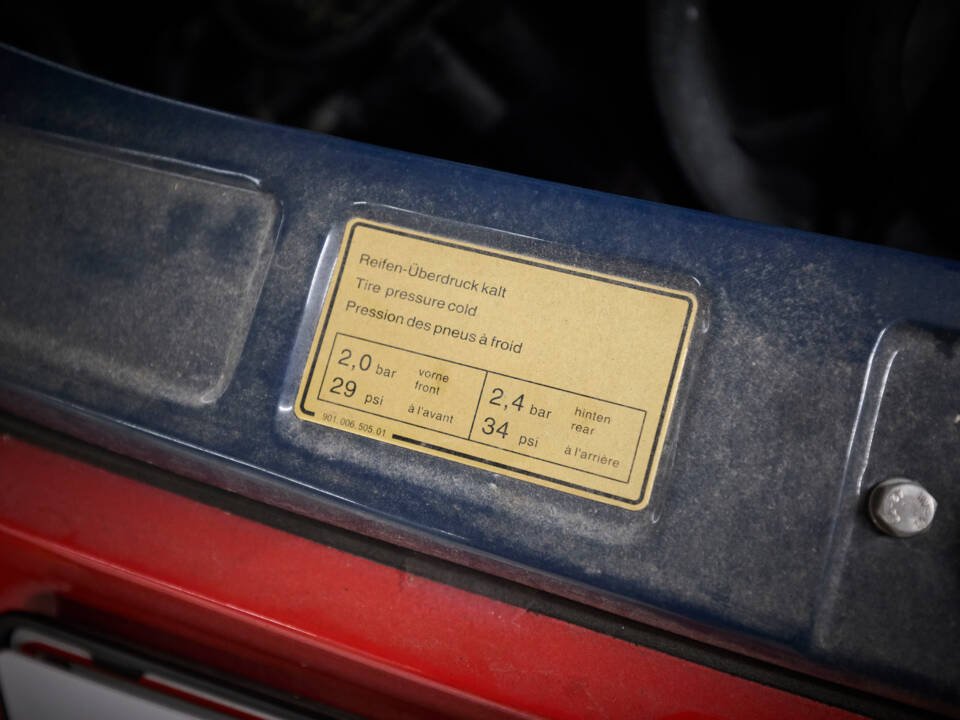 Reifen-Überdruck kalt
Tire pressure cold
Pression des pneus à froid
2,0 bar vorne
29 psi front
à l'avant
2,4 bar hinten
34 psi rear
à l'arrière
901.006.505.01